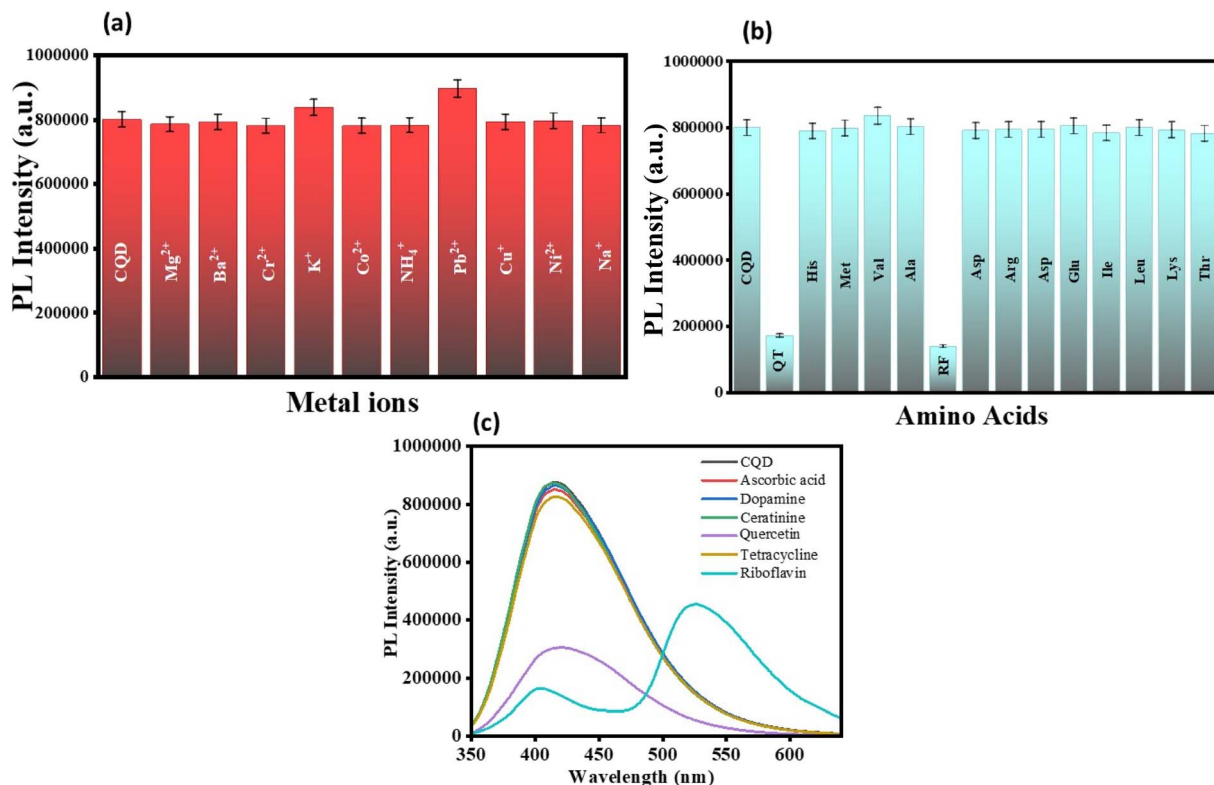 (a)
PL Intensity (a.u.)
1000000
800000
600000
400000
200000
0
CQD
Mg2+
Ba2+
Cr2+
K+
Co2+
NH4+
Pb2+
Cu+
Ni2+
Na+
Metal ions
(b)
PL Intensity (a.u.)
1000000
800000
600000
400000
200000
0
CQD
QT
His
Met
Val
Ala
RF
Asp
Arg
Asp
Glu
Ile
Leu
Lys
Thr
Amino Acids
(c)
PL Intensity (a.u.)
1000000
800000
600000
400000
200000
0
CQD
Ascorbic acid
Dopamine
Ceratinine
Quercetin
Tetracycline
Riboflavin
350 400 450 500 550 600
Wavelength (nm)